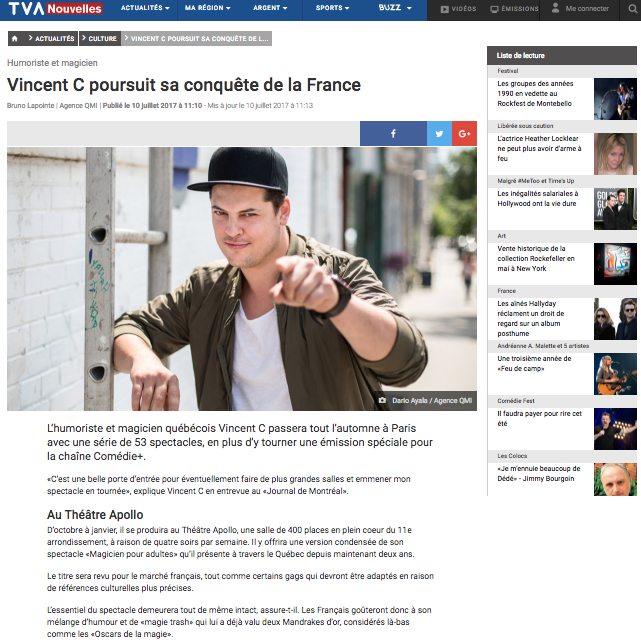 TVA Nouvelles
ACTUALITÉS
MA RÉGION
ARGENT
SPORTS
BUZZ
VIDÉOS
ÉMISSIONS
Me connecter
ACTUALITÉS
CULTURE
VINCENT C POURSUIT SA CONQUÊTE DE L...
Humoriste et magicien
Vincent C poursuit sa conquête de la France
Bruno Lapointe | Agence QMI | Publié le 10 juillet 2017 à 11:10 - Mis à jour le 10 juillet 2017 à 11:13
f
G+
Dario Ayala / Agence QMI
L'humoriste et magicien québécois Vincent C passera tout l'automne à Paris
avec une série de 53 spectacles, en plus d'y tourner une émission spéciale pour
la chaîne Comédie+.
«C'est une belle porte d'entrée pour éventuellement faire de plus grandes salles et emmener mon
spectacle en tournée», explique Vincent C en entrevue au «Journal de Montréal».
Au Théâtre Apollo
D'octobre à janvier, il se produira au Théâtre Apollo, une salle de 400 places en plein coeur du 11e
arrondissement, à raison de quatre soirs par semaine. Il y offrira une version condensée de son
spectacle «Magicien pour adultes» qu'il présente à travers le Québec depuis maintenant deux ans.
Le titre sera revu pour le marché français, tout comme certains gags qui devront être adaptés en raison
de références culturelles plus précises.
L'essentiel du spectacle demeurera tout de même intact, assure-t-il. Les Français goûteront donc à son
mélange d'humour et de «magie trash» qui lui a déjà valu deux Mandrakes d'or, considérés là-bas
comme les «Oscars de la magie».
Liste de lecture
Festival
Les groupes des années
1990 en vedette au
Rockfest de Montebello
Libérée sous caution
L'actrice Heather Locklear
ne peut plus avoir d'arme à
feu
Malgré #MeToo et Time's Up
Les inégalités salariales à
Hollywood ont la vie dure
Art
Vente historique de la
collection Rockefeller en
mai à New York
France
Les aînés Hallyday
réclament un droit de
regard sur un album
posthume
Andréanne A. Malette et 5 artistes
Une troisième année de
«Feu de camp»
Comédie Fest
Il faudra payer pour rire cet
été
Les Colocs
«Je m'ennuie beaucoup de
Dédé» - Jimmy Bourgoin